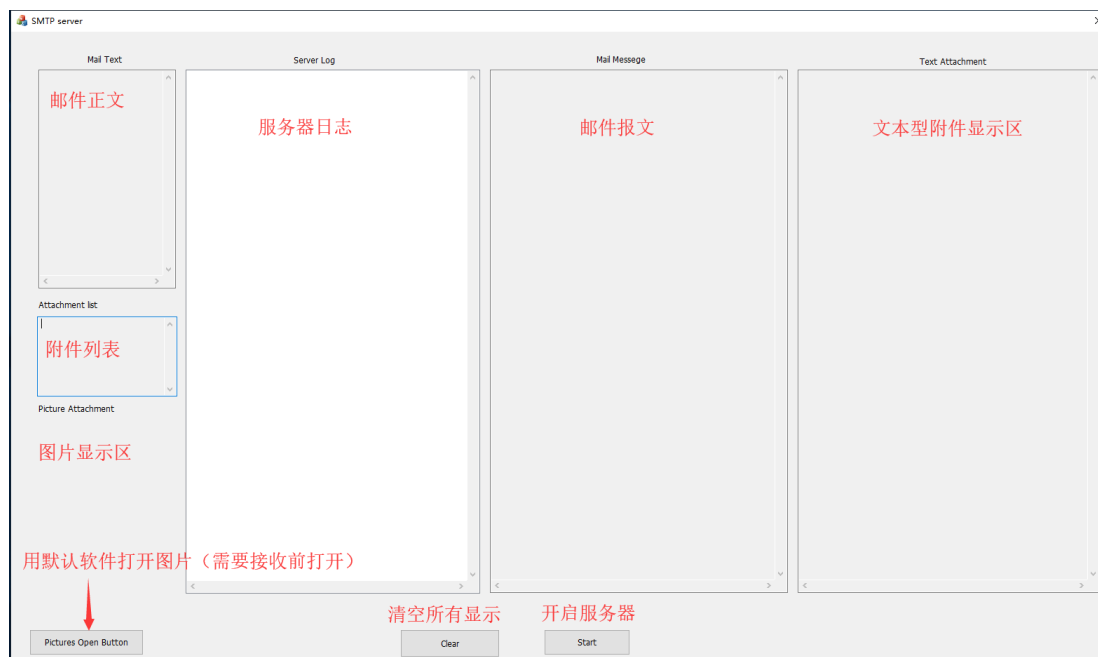 SMTP server
Mail Text
Server Log
Mail Messege
Text Attachment
邮件正文
服务器日志
邮件报文
文本型附件显示区
Attachment list
附件列表
Picture Attachment
图片显示区
用默认软件打开图片（需要接收前打开）
清空所有显示
开启服务器
Pictures Open Button
Clear
Start